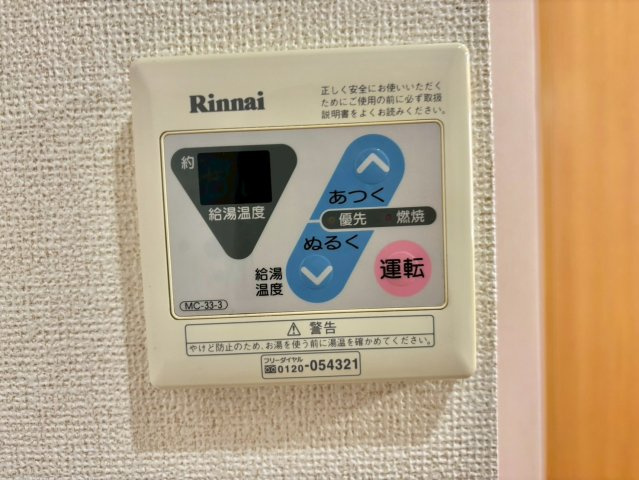 Rinnai
正しく安全にお使いいただく
ためにご使用の前に必ず取扱
説明書をよくお読みください。
約
給湯温度
あつく
優先 燃焼
ぬるく
給湯
温度
運転
MC-33-3
⚠ 警告
やけど防止のため、お湯を使う前に湯温を確かめてください。
フリーダイヤル
0120-054321